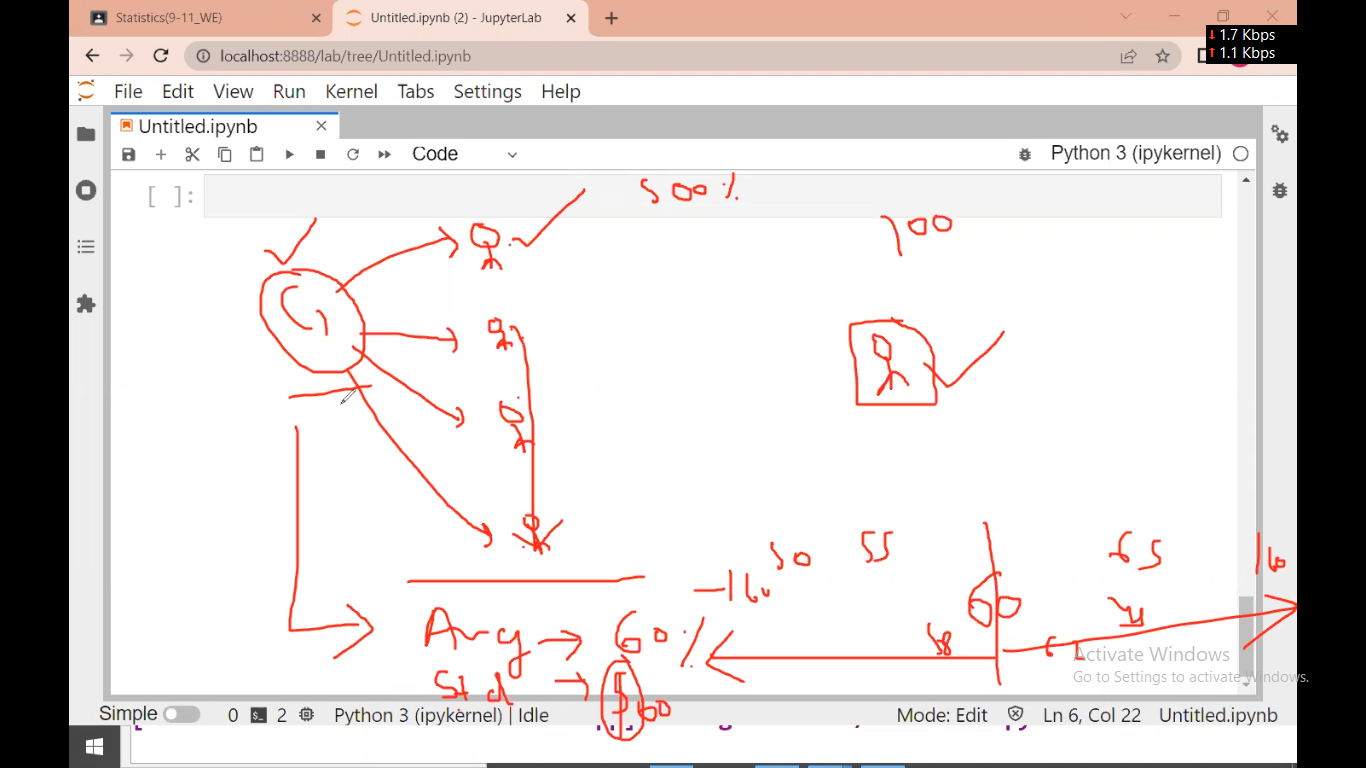 Statistics(9-11_WE)
Untitled.ipynb (2) - JupyterLab
1.7 Kbps
1.1 Kbps
localhost:8888/lab/tree/Untitled.ipynb
File Edit View Run Kernel Tabs Settings Help
Untitled.ipynb
Code
Python 3 (ipykernel)
[ ]:
500%
100
50 55 65 160
-160
60
58
Avg → 60%
Activate Windows
Std → 60
Go to Settings to activate Windows.
Simple 0 2 Python 3 (ipykernel) | Idle Mode: Edit Ln 6, Col 22 Untitled.ipynb